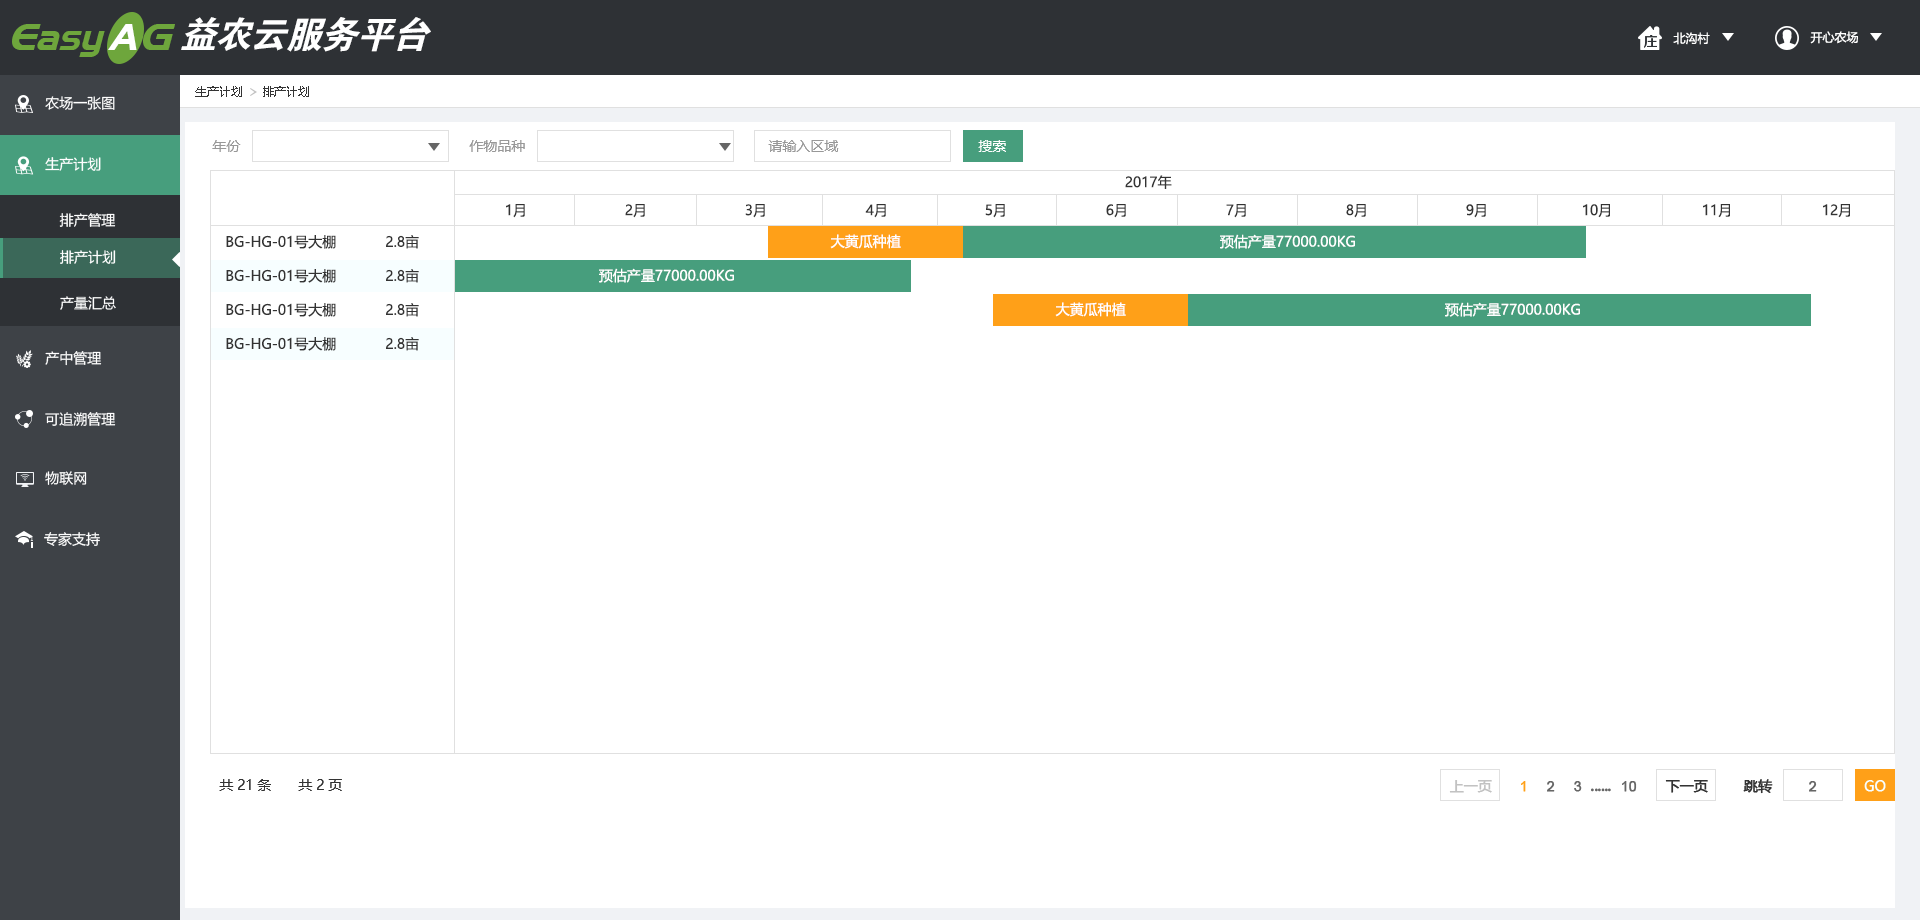 EasyAG 益农云服务平台
庄 北沟村 开心农场
农场一张图
生产计划
排产管理
排产计划
产量汇总
产中管理
可追溯管理
物联网
专家支持
生产计划 > 排产计划
年份 作物品种 请输入区域 搜索
2017年
1月 2月 3月 4月 5月 6月 7月 8月 9月 10月 11月 12月
BG-HG-01号大棚 2.8亩 大黄瓜种植 预估产量77000.00KG
BG-HG-01号大棚 2.8亩 预估产量77000.00KG
BG-HG-01号大棚 2.8亩 大黄瓜种植 预估产量77000.00KG
BG-HG-01号大棚 2.8亩
共 21 条 共 2 页 上一页 1 2 3 ...... 10 下一页 跳转 2 GO